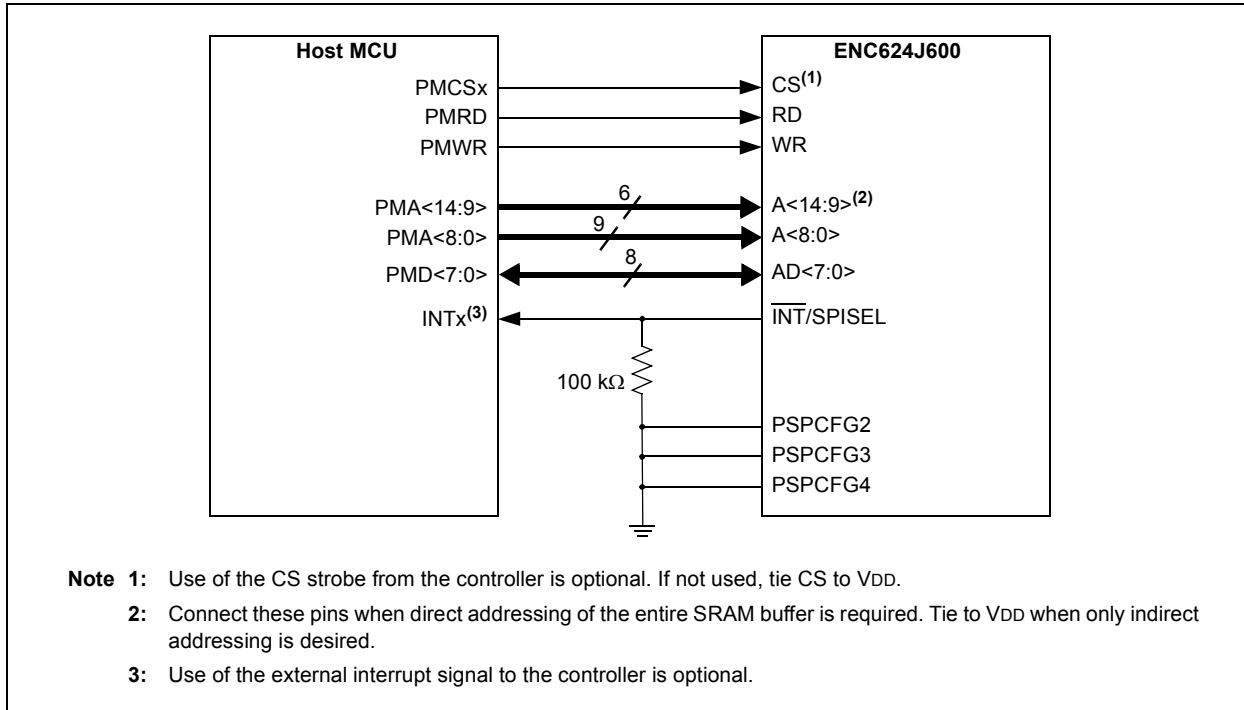 Host MCU
ENC624J600
PMCSx
CS(1)
PMRD
RD
PMWR
WR
PMA<14:9>
6
A<14:9>(2)
PMA<8:0>
9
A<8:0>
PMD<7:0>
8
AD<7:0>
INTx(3)
INT/SPISEL
100 kΩ
PSPCFG2
PSPCFG3
PSPCFG4
Note 1: Use of the CS strobe from the controller is optional. If not used, tie CS to VDD.
2: Connect these pins when direct addressing of the entire SRAM buffer is required. Tie to VDD when only indirect
addressing is desired.
3: Use of the external interrupt signal to the controller is optional.